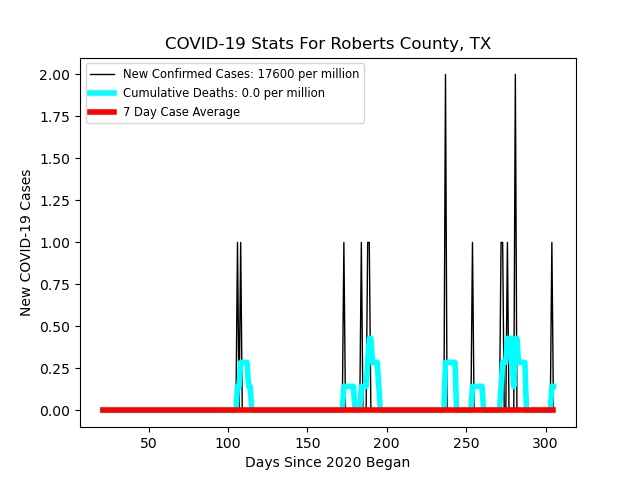 COVID-19 Stats For Roberts County, TX
New Confirmed Cases: 17600 per million
Cumulative Deaths: 0.0 per million
7 Day Case Average
New COVID-19 Cases
2.00
1.75
1.50
1.25
1.00
0.75
0.50
0.25
0.00
50 100 150 200 250 300
Days Since 2020 Began